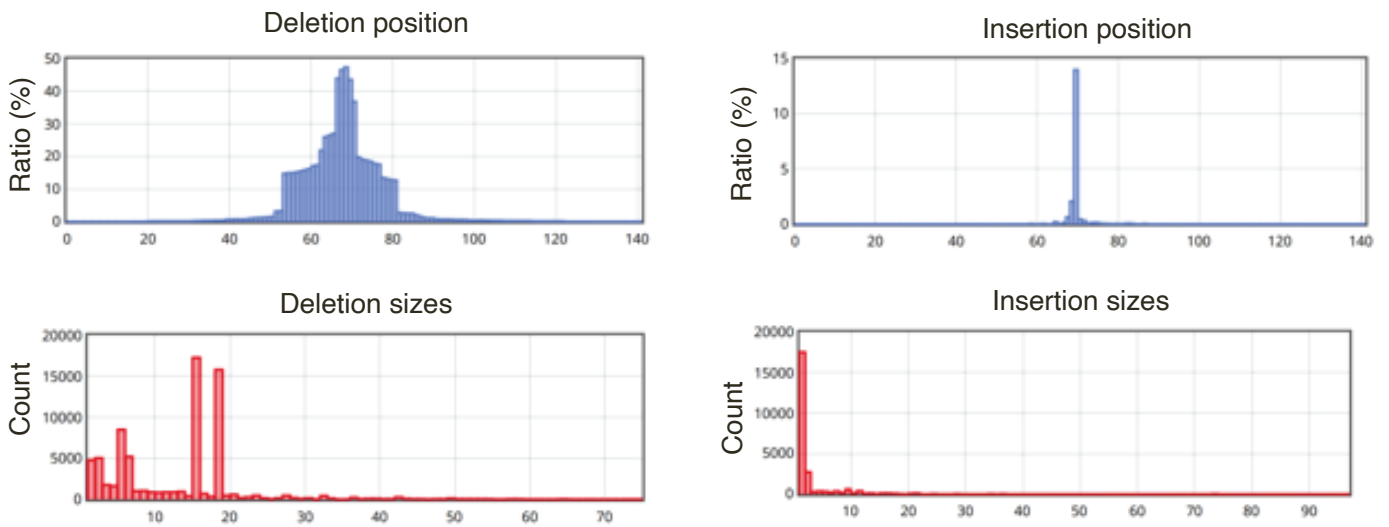 Deletion position
Insertion position
Ratio (%)
50
40
30
20
10
0
0 20 40 60 80 100 120 140
Ratio (%)
15
10
5
0
0 20 40 60 80 100 120 140
Deletion sizes
Insertion sizes
Count
20000
15000
10000
5000
0
10 20 30 40 50 60 70
Count
20000
15000
10000
5000
0
10 20 30 40 50 60 70 80 90